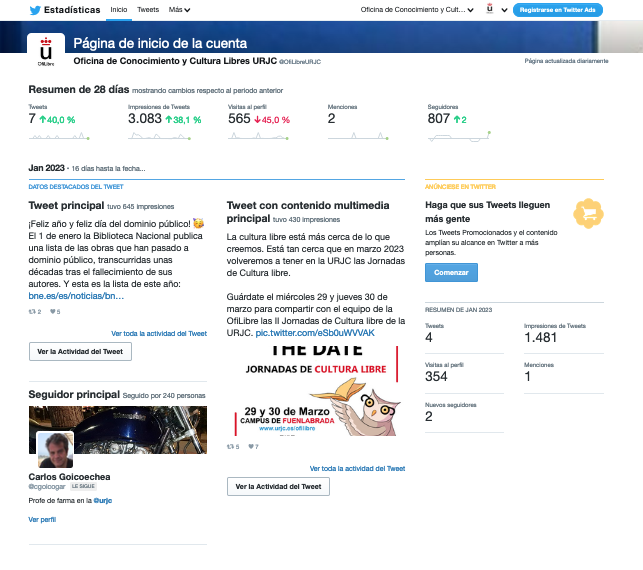 Estadísticas Inicio Tweets Más Oficina de Conocimiento y Cult... Registrarse en Twitter Ads
Página de inicio de la cuenta
ü
OfiLibre
Oficina de Conocimiento y Cultura Libres URJC @OfiLibreURJC
Página actualizada diariamente
Resumen de 28 días mostrando cambios respecto al periodo anterior
Tweets
7 40,0 %
Impresiones de Tweets
3.083 38,1 %
Visitas al perfil
565 45,0 %
Menciones
2
Seguidores
807 2
Jan 2023 • 16 días hasta la fecha...
DATOS DESTACADOS DEL TWEET
Tweet principal tuvo 645 impresiones
¡Feliz año y feliz día del dominio público! 🥳
El 1 de enero la Biblioteca Nacional publica
una lista de las obras que han pasado a
dominio público, transcurridas unas
décadas tras el fallecimiento de sus
autores. Y esta es la lista de este año:
bne.es/es/noticias/bn…
2 5
Ver toda la actividad del Tweet
Ver la Actividad del Tweet
Seguidor principal Seguido por 240 personas
Carlos Goicoechea
@cgoicogar LE SIGUE
Profe de farma en la @urjc
Ver perfil
Tweet con contenido multimedia
principal tuvo 430 impresiones
La cultura libre está más cerca de lo que
creemos. Está tan cerca que en marzo 2023
volveremos a tener en la URJC las Jornadas
de Cultura libre.
Guárdate el miércoles 29 y jueves 30 de
marzo para compartir con el equipo de la
OfiLibre las II Jornadas de Cultura libre de la
URJC. pic.twitter.com/eSb0uWVVAK
THE DATE
JORNADAS DE CULTURA LIBRE
29 y 30 de Marzo
CAMPUS DE FUENLABRADA
www.urjc.es/ofilibre
5 7
Ver toda la actividad del Tweet
Ver la Actividad del Tweet
ANÚNCIESE EN TWITTER
Haga que sus Tweets lleguen
más gente
Los Tweets Promocionados y el contenido
amplían su alcance en Twitter a más
personas.
Comenzar
RESUMEN DE JAN 2023
Tweets
4
Impresiones de Tweets
1.481
Visitas al perfil
354
Menciones
1
Nuevos seguidores
2